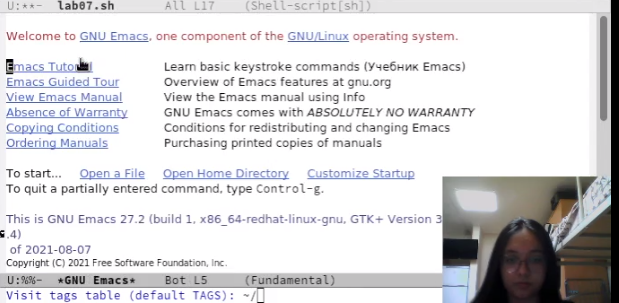 U:**-  lab07.sh       All L17    (Shell-script[sh])
Welcome to GNU Emacs, one component of the GNU/Linux operating system.
Emacs Tutorial Learn basic keystroke commands (Учебник Emacs)
Emacs Guided Tour Overview of Emacs features at gnu.org
View Emacs Manual View the Emacs manual using Info
Absence of Warranty GNU Emacs comes with ABSOLUTELY NO WARRANTY
Copying Conditions Conditions for redistributing and changing Emacs
Ordering Manuals Purchasing printed copies of manuals
To start... Open a File Open Home Directory Customize Startup
To quit a partially entered command, type Control-g.
This is GNU Emacs 27.2 (build 1, x86_64-redhat-linux-gnu, GTK+ Version 3
.4)
of 2021-08-07
Copyright (C) 2021 Free Software Foundation, Inc.
U:%%-  *GNU Emacs*    Bot L5     (Fundamental)
Visit tags table (default TAGS): ~/